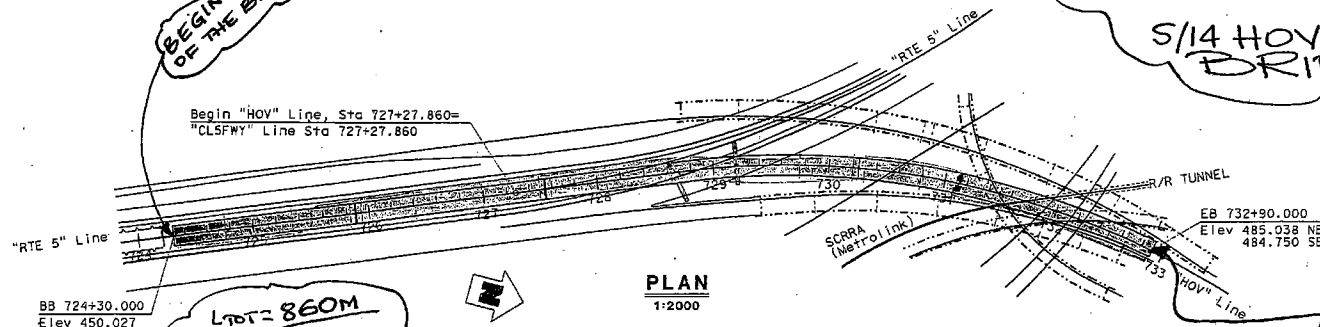 BEGIN
OF THE
S/14 HOV
"RTE 5" Line
Begin "HOV" Line, Sta 727+27.860=
"CLSFWY" Line Sta 727+27.860
R/R TUNNEL
729
730
728
727
726
"RTE 5" Line
SCRRA
(Metrolink)
EB 732+90.000
Elev 485.038 NB
484.750 SB
733
"HOV" Line
PLAN
1:2000
N
BB 724+30.000
Elev 450.027
LTOT = 860M